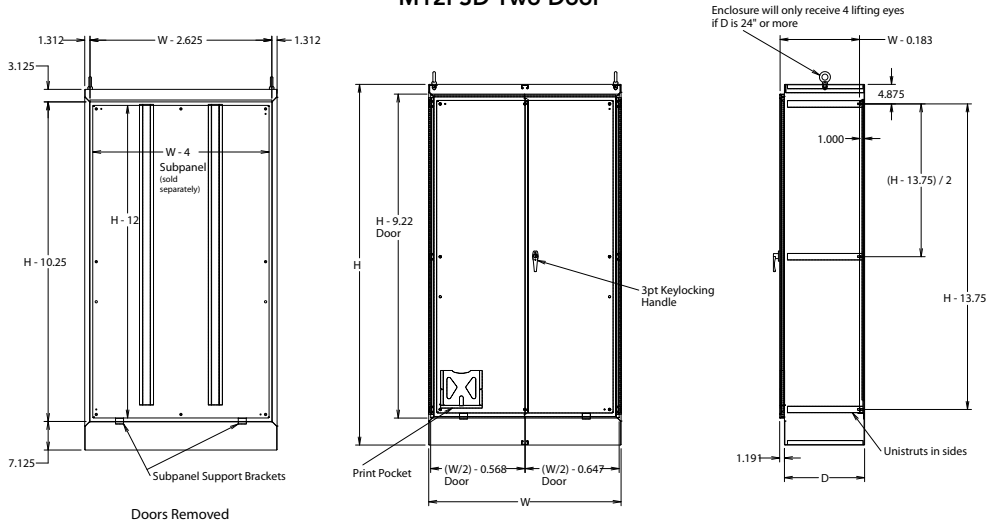 M12FSD Two Door
Enclosure will only receive 4 lifting eyes
if D is 24" or more
1.312
W - 2.625
1.312
3.125
W - 4
Subpanel
(sold
separately)
H - 12
H - 10.25
7.125
Subpanel Support Brackets
Doors Removed
H
H - 9.22
Door
3pt Keylocking
Handle
Print Pocket
(W/2) - 0.568
Door
(W/2) - 0.647
Door
W
W - 0.183
4.875
1.000
(H - 13.75) / 2
H - 13.75
Unistruts in sides
1.191
D